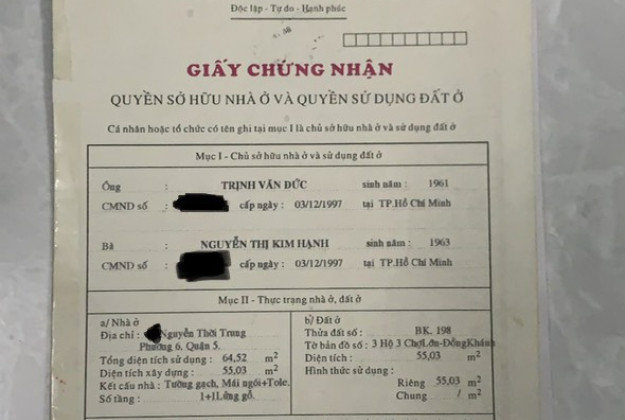 Độc lập - Tự do - Hạnh phúc
GIẤY CHỨNG NHẬN
QUYỀN SỞ HỮU NHÀ Ở VÀ QUYỀN SỬ DỤNG ĐẤT Ở
Cá nhân hoặc tổ chức có tên ghi tại mục I là chủ sở hữu nhà ở và sử dụng đất ở
Mục I - Chủ sở hữu nhà ở và sử dụng đất ở
Ông : TRỊNH VĂN ĐỨC sinh năm : 1961
CMND số : cấp ngày : 03/12/1997 tại TP.Hồ Chí Minh
Bà : NGUYỄN THỊ KIM HẠNH sinh năm : 1963
CMND số : cấp ngày : 03/12/1997 tại TP.Hồ Chí Minh
Mục II - Thực trạng nhà ở, đất ở
a/ Nhà ở
Địa chỉ : Nguyễn Thời Trung
Phường 6, Quận 5.
Tổng diện tích sử dụng : 64,52 m2
Diện tích xây dựng : 55,03 m2
Kết cấu nhà : Tường gạch, Mái ngói+Tole.
Số tầng : 1+1Lửng gỗ.
b/ Đất ở
Thửa đất số : BK. 198
Tờ bản đồ số : 3 Hộ 3 ChợLớn-ĐồngKhánh
Diện tích : 55,03 m2
Hình thức sử dụng :
Riêng 55,03 m2
Chung / m2